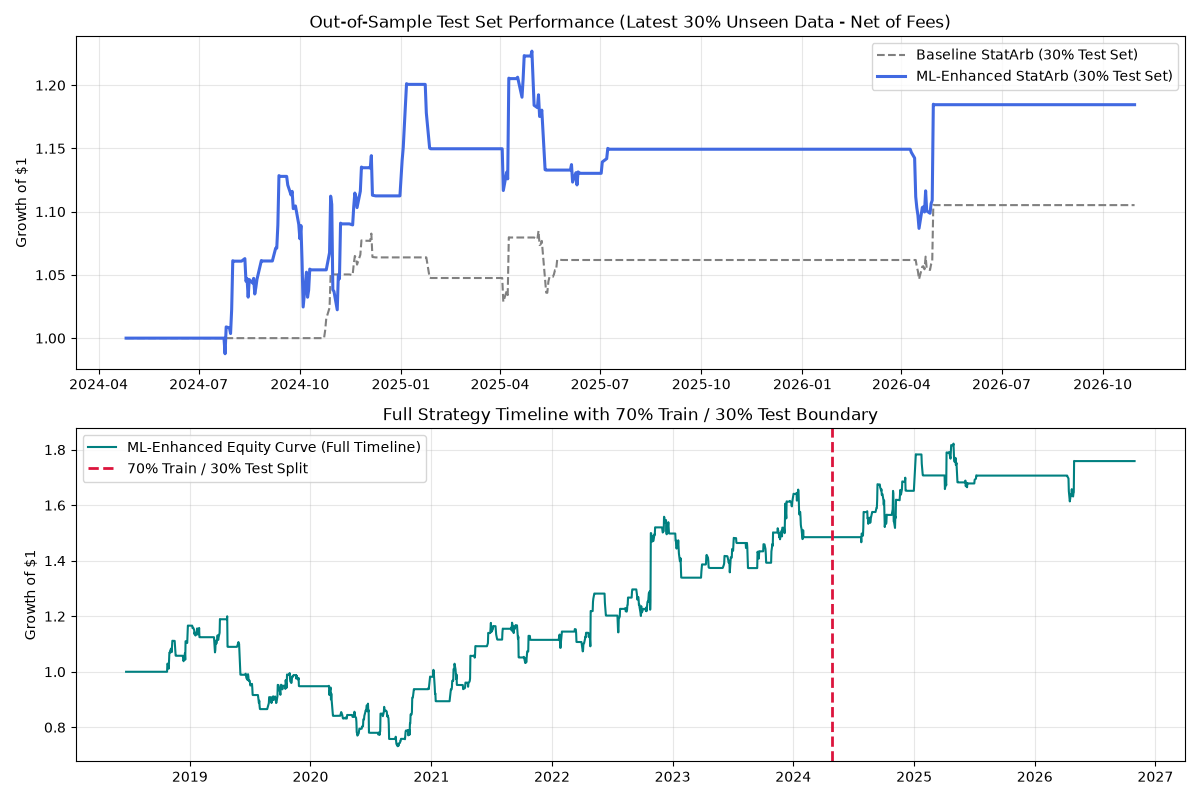 Out-of-Sample Test Set Performance (Latest 30% Unseen Data - Net of Fees)
Growth of $1
1.20
1.15
1.10
1.05
1.00
Baseline StatArb (30% Test Set)
ML-Enhanced StatArb (30% Test Set)
2024-04 2024-07 2024-10 2025-01 2025-04 2025-07 2025-10 2026-01 2026-04 2026-07 2026-10
Full Strategy Timeline with 70% Train / 30% Test Boundary
Growth of $1
1.8
1.6
1.4
1.2
1.0
0.8
ML-Enhanced Equity Curve (Full Timeline)
70% Train / 30% Test Split
2019 2020 2021 2022 2023 2024 2025 2026 2027